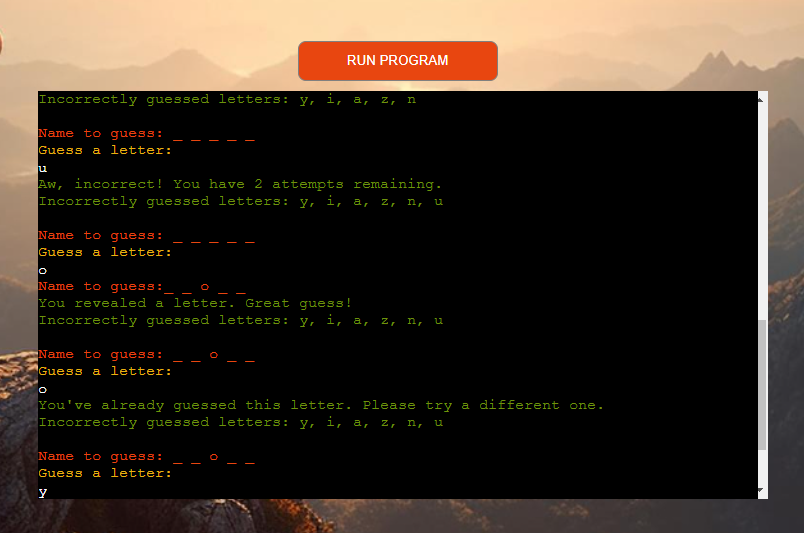 RUN PROGRAM
Incorrectly guessed letters: y, i, a, z, n
Name to guess: _ _ _ _ _
Guess a letter:
u
Aw, incorrect! You have 2 attempts remaining.
Incorrectly guessed letters: y, i, a, z, n, u
Name to guess: _ _ _ _ _
Guess a letter:
o
Name to guess:_ _ o _ _
You revealed a letter. Great guess!
Incorrectly guessed letters: y, i, a, z, n, u
Name to guess: _ _ o _ _
Guess a letter:
o
You've already guessed this letter. Please try a different one.
Incorrectly guessed letters: y, i, a, z, n, u
Name to guess: _ _ o _ _
Guess a letter:
y